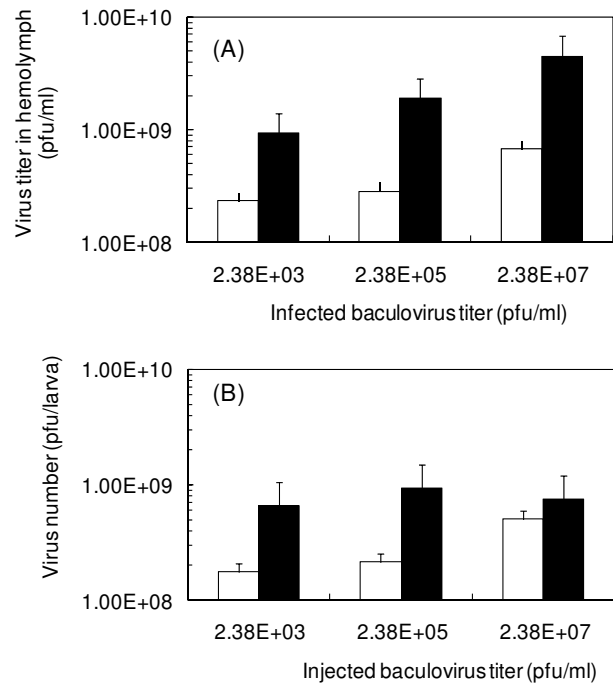 (A)
Virus titer in hemolymph
(pfu/ml)
1.00E+10
1.00E+09
1.00E+08
2.38E+03 2.38E+05 2.38E+07
Infected baculovirus titer (pfu/ml)
(B)
Virus number (pfu/larva)
1.00E+10
1.00E+09
1.00E+08
2.38E+03 2.38E+05 2.38E+07
Injected baculovirus titer (pfu/ml)